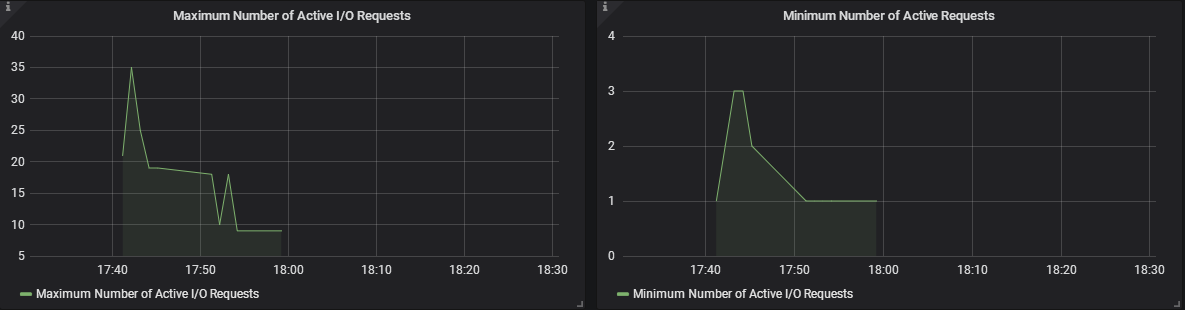 Maximum Number of Active I/O Requests
40
35
30
25
20
15
10
5
17:40 17:50 18:00 18:10 18:20 18:30
Maximum Number of Active I/O Requests
Minimum Number of Active Requests
4
3
2
1
0
17:40 17:50 18:00 18:10 18:20 18:30
Minimum Number of Active I/O Requests